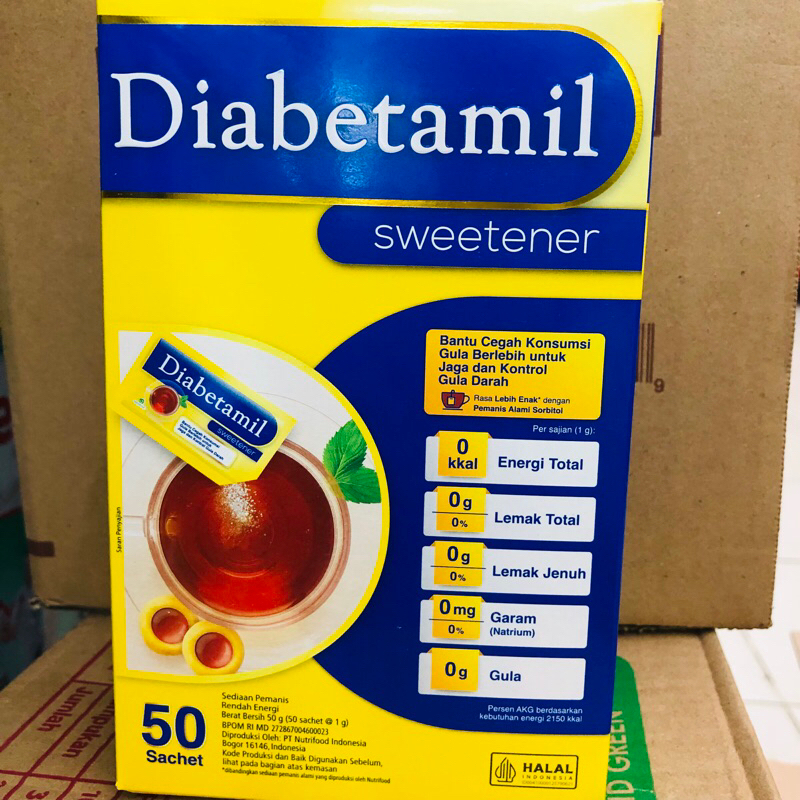 Diabetamil
sweetener
Diabetamil
sweetener
Bantu Cegah Konsumsi
Gula Berlebih untuk
Jaga dan Kontrol
Gula Darah
Rasa Lebih Enak* dengan
Pemanis Alami Sorbitol
Per sajian (1 g):
0
kkal
Energi Total
0g
0%
Lemak Total
0g
0%
Lemak Jenuh
0mg
0%
Garam
(Natrium)
0g
Gula
Persen AKG berdasarkan
kebutuhan energi 2150 kkal
Saran Penyajian
50
Sachet
Sediaan Pemanis
Rendah Energi
Berat Bersih 50 g (50 sachet @ 1 g)
BPOM RI MD 272867004600023
Diproduksi Oleh: PT Nutrifood Indonesia
Bogor 16146, Indonesia
Kode Produksi dan Baik Digunakan Sebelum,
lihat pada bagian atas kemasan
*dibandingkan sediaan pemanis alami yang diproduksi oleh Nutrifood
HALAL
INDONESIA
9
Jumlah
GREEN